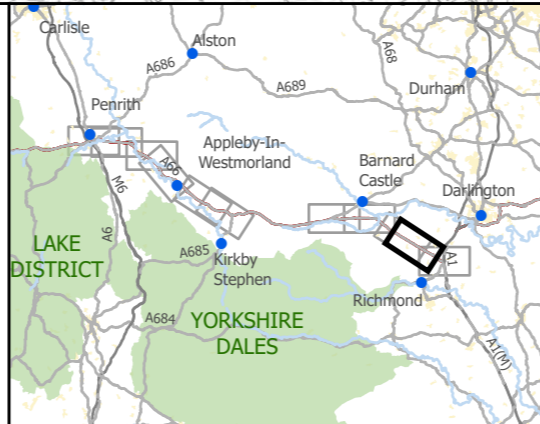 Carlisle
Alston
A68
A686
A689
Durham
Penrith
Appleby-In-
Westmorland
Barnard
Castle
Darlington
A66
M6
A6
LAKE
DISTRICT
A685
Kirkby
Stephen
A1
Richmond
A684
YORKSHIRE
DALES
A1(M)